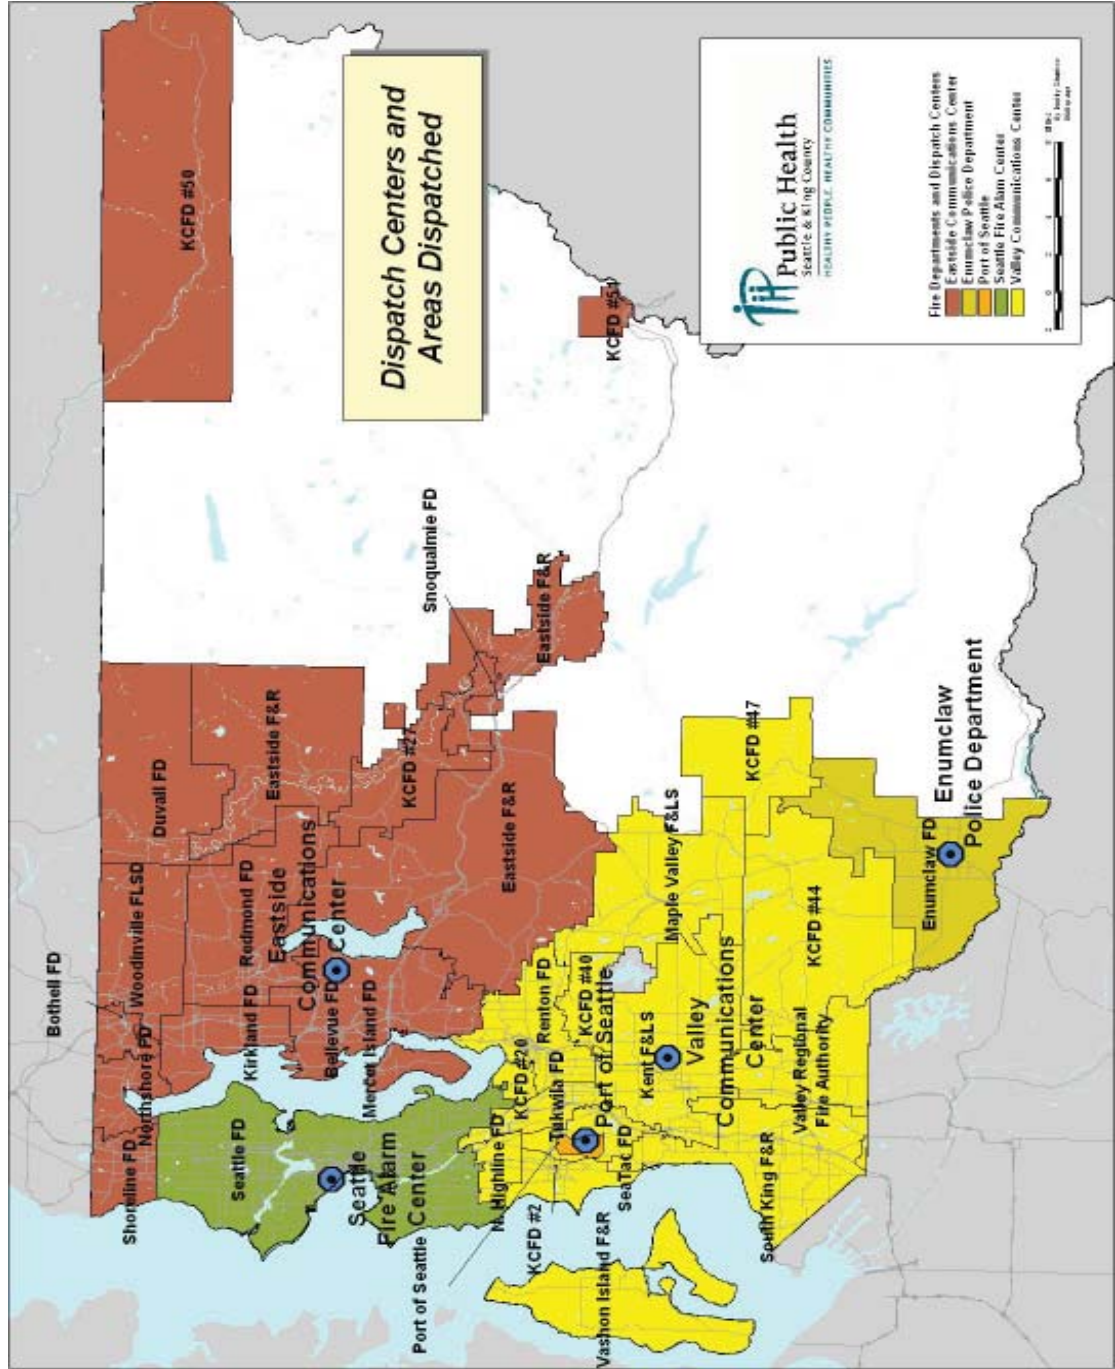 Dispatch Centers and
Areas Dispatched
Bothell FD
Shoreline FD
Northshore FD
Woodinville FLSD
Duvall FD
KCFD #50
Kirkland FD
Redmond FD
Eastside F&R
Seattle FD
Eastside
Communications
Center
Bellevue FD
Mercer Island FD
Seattle
Fire Alarm
Center
KCFD #27
Snoqualmie FD
Eastside F&R
Eastside F&R
KCFD #51
Port of Seattle
N. Highline FD
KCFD #20
Renton FD
KCFD #2
Tukwila FD
KCFD #40
Port of Seattle
Vashon Island F&R
SeaTac FD
Kent F&LS
Maple Valley F&LS
Valley
Communications
Center
KCFD #47
South King F&R
Valley Regional
Fire Authority
KCFD #44
Enumclaw FD
Enumclaw
Police Department
Public Health
Seattle & King County
HEALTHY PEOPLE. HEALTHY COMMUNITIES.
Fire Departments and Dispatch Centers
Eastside Communications Center
Enumclaw Police Department
Port of Seattle
Seattle Fire Alam Center
Valley Communications Center